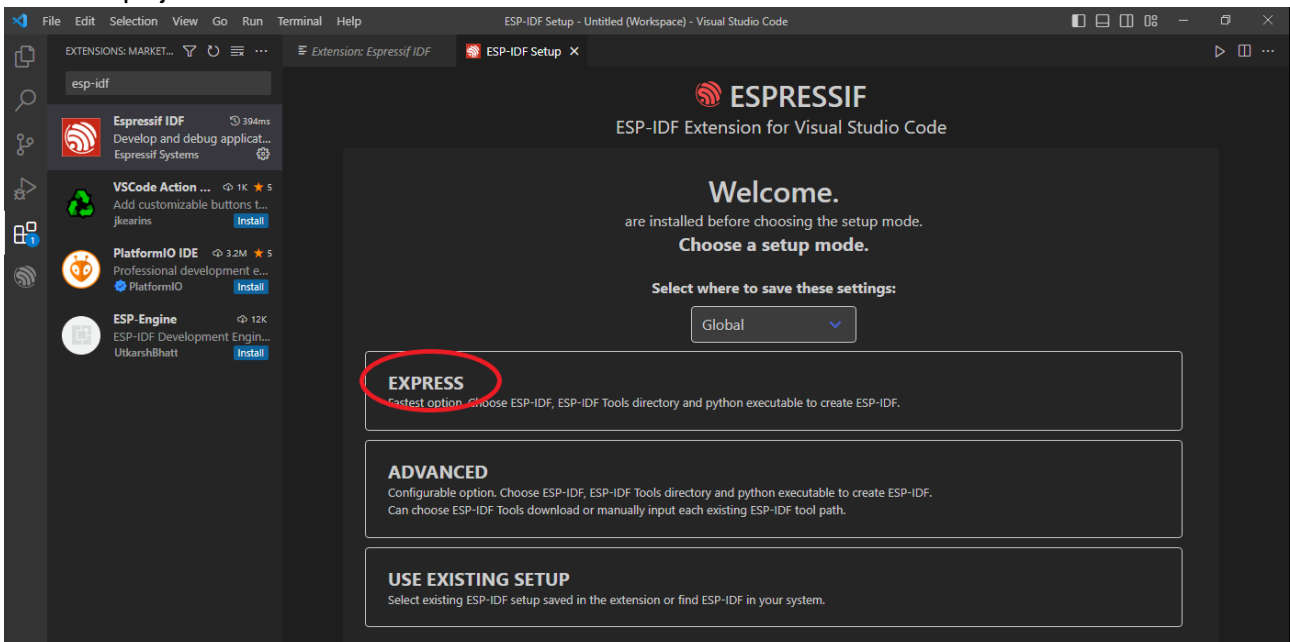 File Edit Selection View Go Run Terminal Help
ESP-IDF Setup - Untitled (Workspace) - Visual Studio Code
EXTENSIONS: MARKET...
Extension: Espressif IDF
ESP-IDF Setup
esp-idf
Espressif IDF 394ms
Develop and debug applicat...
Espressif Systems
VSCode Action ... 1K ★ 5
Add customizable buttons t...
jkearins Install
PlatformIO IDE 3.2M ★ 5
Professional development e...
PlatformIO Install
ESP-Engine 12K
ESP-IDF Development Engin...
UtkarshBhatt Install
1
ESPRESSIF
ESP-IDF Extension for Visual Studio Code
Welcome.
are installed before choosing the setup mode.
Choose a setup mode.
Select where to save these settings:
Global
EXPRESS
Fastest option. Choose ESP-IDF, ESP-IDF Tools directory and python executable to create ESP-IDF.
ADVANCED
Configurable option. Choose ESP-IDF, ESP-IDF Tools directory and python executable to create ESP-IDF.
Can choose ESP-IDF Tools download or manually input each existing ESP-IDF tool path.
USE EXISTING SETUP
Select existing ESP-IDF setup saved in the extension or find ESP-IDF in your system.